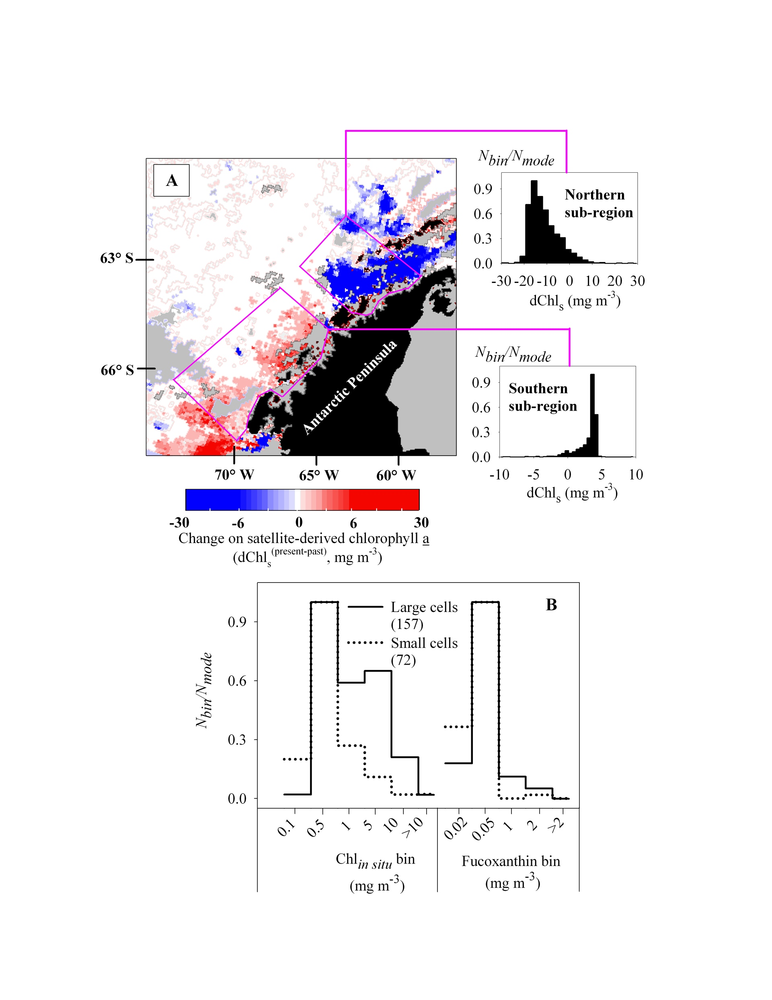 A
63° S
66° S
70° W
65° W
60° W
Antarctic Peninsula
Nbin/Nmode
0.9
0.6
0.3
0.0
Northern
sub-region
-30 -20 -10 0 10 20 30
dChls (mg m-3)
Nbin/Nmode
0.9
0.6
0.3
0.0
Southern
sub-region
-10 -5 0 5 10
dChls (mg m-3)
-30 -6 0 6 30
Change on satellite-derived chlorophyll a
(dChls(present-past), mg m-3)
B
Large cells
(157)
Small cells
(72)
Nbin/Nmode
0.9
0.6
0.3
0.0
0.1 0.5 1 5 10 >10
0.02 0.05 1 2 >2
Chlin situ bin
(mg m-3)
Fucoxanthin bin
(mg m-3)